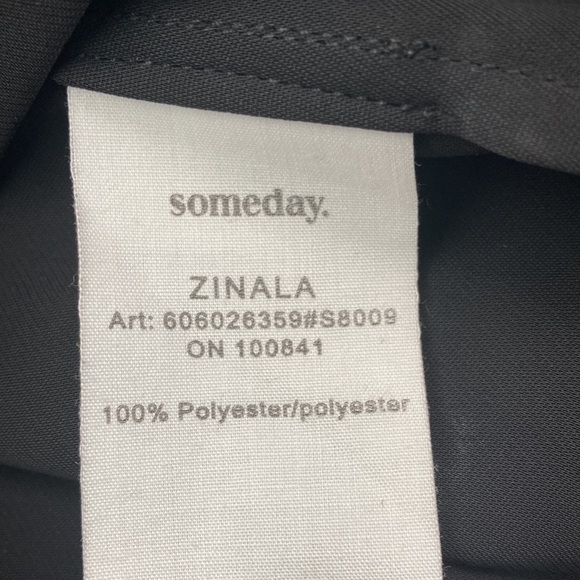 someday.
ZINALA
Art: 606026359#S8009
ON 100841
100% Polyester/polyester